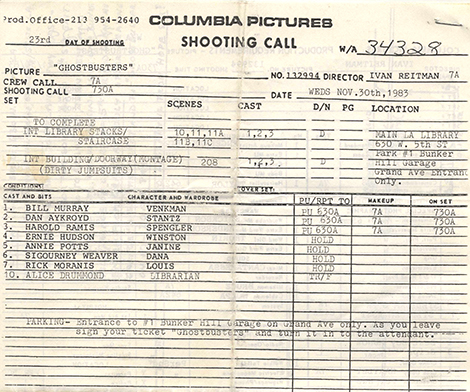 Prod.Office-213 954-2640 COLUMBIA PICTURES
23rd DAY OF SHOOTING SHOOTING CALL W/A 34328
PICTURE "GHOSTBUSTERS" NO. 132994 DIRECTOR IVAN REITMAN 7A
CREW CALL 7A
SHOOTING CALL 730A DATE WEDS NOV.30th,1983
SET SCENES CAST D/N PG LOCATION
TO COMPLETE
INT LIBRARY STACKS/ 10,11,11A 1,2,3 D MAIN LA LIBRARY
STAIRCASE 11B,11C 630 W. 5th ST
Park #1 Bunker
INT BUILDING/DOORWAY(MONTAGE) 208 1,2,3 D Hill Garage
(DIRTY JUMPSUITS) Grand Ave Entran
Only.
CONDITIONS: COVER SET:
CAST AND BITS CHARACTER AND WARDROBE PU/RPT TO MAKEUP ON SET
1. BILL MURRAY VENKMAN PU 630A 7A 730A
2. DAN AYKROYD STANTZ PU 630A 7A 730A
3. HAROLD RAMIS SPENGLER PU 630A 7A 730A
4. ERNIE HUDSON WINSTON HOLD
5. ANNIE POTTS JANINE HOLD
6. SIGOURNEY WEAVER DANA HOLD
7. RICK MORANIS LOUIS HOLD
10. ALICE DRUMMOND LIBRARIAN TR/F
PARKING- Entrance to #1 Bunker Hill Garage on Grand Ave only. As you leave
sign your ticket "Ghostbusters" and turn it in to the attendant.